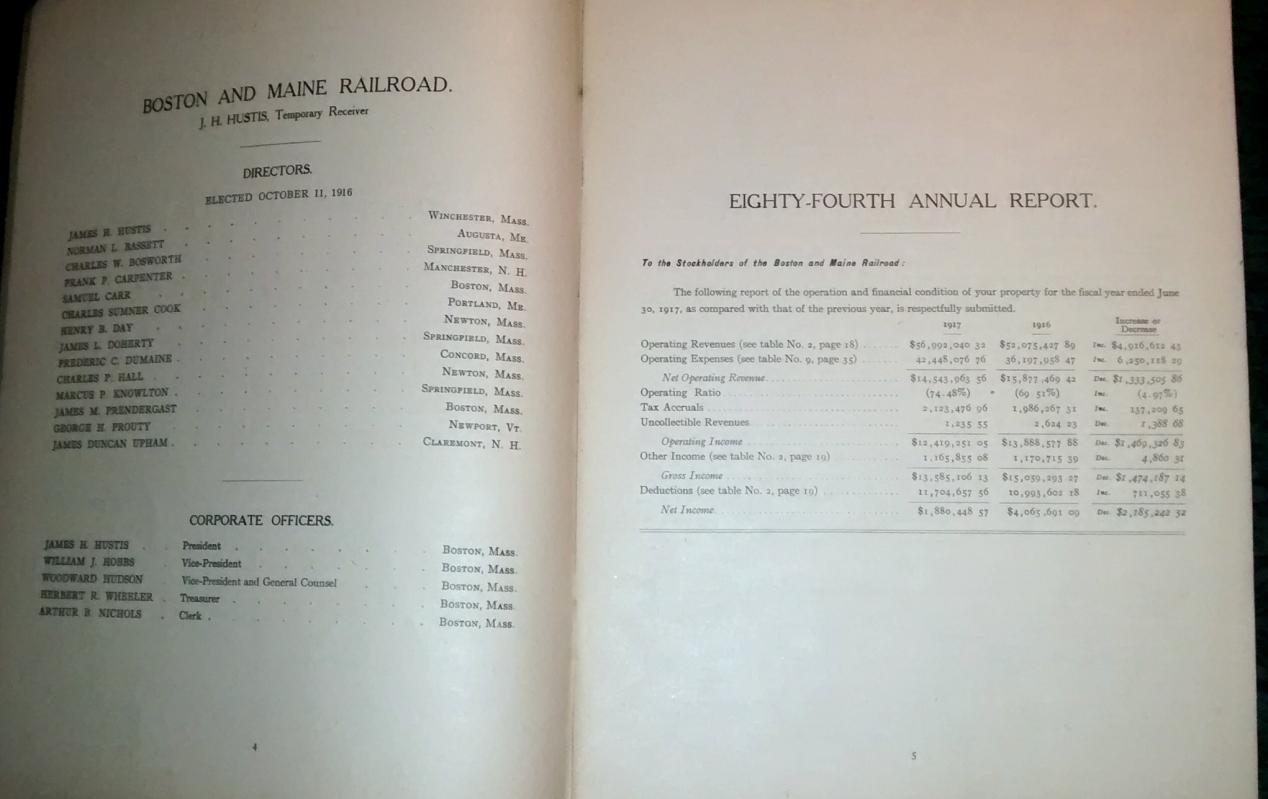 BOSTON AND MAINE RAILROAD.
J. H. HUSTIS, Temporary Receiver
DIRECTORS.
ELECTED OCTOBER 11, 1916
JAMES H. HUSTIS . . . . . . . WINCHESTER, MASS.
NORMAN L. BASSETT . . . . . . . AUGUSTA, ME.
CHARLES W. BOSWORTH . . . . . . . SPRINGFIELD, MASS.
FRANK P. CARPENTER . . . . . . . MANCHESTER, N. H.
SAMUEL CARR . . . . . . . BOSTON, MASS.
CHARLES SUMNER COOK . . . . . . . PORTLAND, ME.
HENRY B. DAY . . . . . . . NEWTON, MASS.
JAMES L. DOHERTY . . . . . . . SPRINGFIELD, MASS.
FREDERIC C. DUMAINE . . . . . . . CONCORD, MASS.
CHARLES P. HALL . . . . . . . NEWTON, MASS.
MARCUS P. KNOWLTON . . . . . . . SPRINGFIELD, MASS.
JAMES M. PRENDERGAST . . . . . . . BOSTON, MASS.
GEORGE H. PROUTY . . . . . . . NEWPORT, VT.
JAMES DUNCAN UPHAM . . . . . . . CLAREMONT, N. H.
CORPORATE OFFICERS.
JAMES H. HUSTIS . President . . . . . . BOSTON, MASS.
WILLIAM J. HOBBS . Vice-President . . . . . . BOSTON, MASS.
WOODWARD HUDSON Vice-President and General Counsel . . . BOSTON, MASS.
HERBERT R. WHEELER . Treasurer . . . . . . BOSTON, MASS.
ARTHUR B. NICHOLS . Clerk . . . . . . BOSTON, MASS.
4
EIGHTY-FOURTH ANNUAL REPORT.
To the Stockholders of the Boston and Maine Railroad:
The following report of the operation and financial condition of your property for the fiscal year ended June
30, 1917, as compared with that of the previous year, is respectfully submitted.
1917 1916 Increase or Decrease
Operating Revenues (see table No. 2, page 18) $56,992,040 32 $52,075,427 89 Inc. $4,916,612 43
Operating Expenses (see table No. 9, page 35) 42,448,076 76 36,197,958 47 Inc. 6,250,118 29
Net Operating Revenue $14,543,963 56 $15,877,469 42 Dec. $1,333,505 86
Operating Ratio (74.48%) (69 51%) Inc. (4.97%)
Tax Accruals 2,123,476 96 1,986,267 31 Inc. 137,209 65
Uncollectible Revenues 1,235 55 2,624 23 Dec. 1,388 68
Operating Income $12,419,251 05 $13,888,577 88 Dec. $1,469,326 83
Other Income (see table No. 2, page 19) 1,165,855 08 1,170,715 39 Dec. 4,860 31
Gross Income $13,585,106 13 $15,059,293 27 Dec. $1,474,187 14
Deductions (see table No. 2, page 19) 11,704,657 56 10,993,602 18 Inc. 711,055 38
Net Income $1,880,448 57 $4,065,691 09 Dec. $2,185,242 52
5